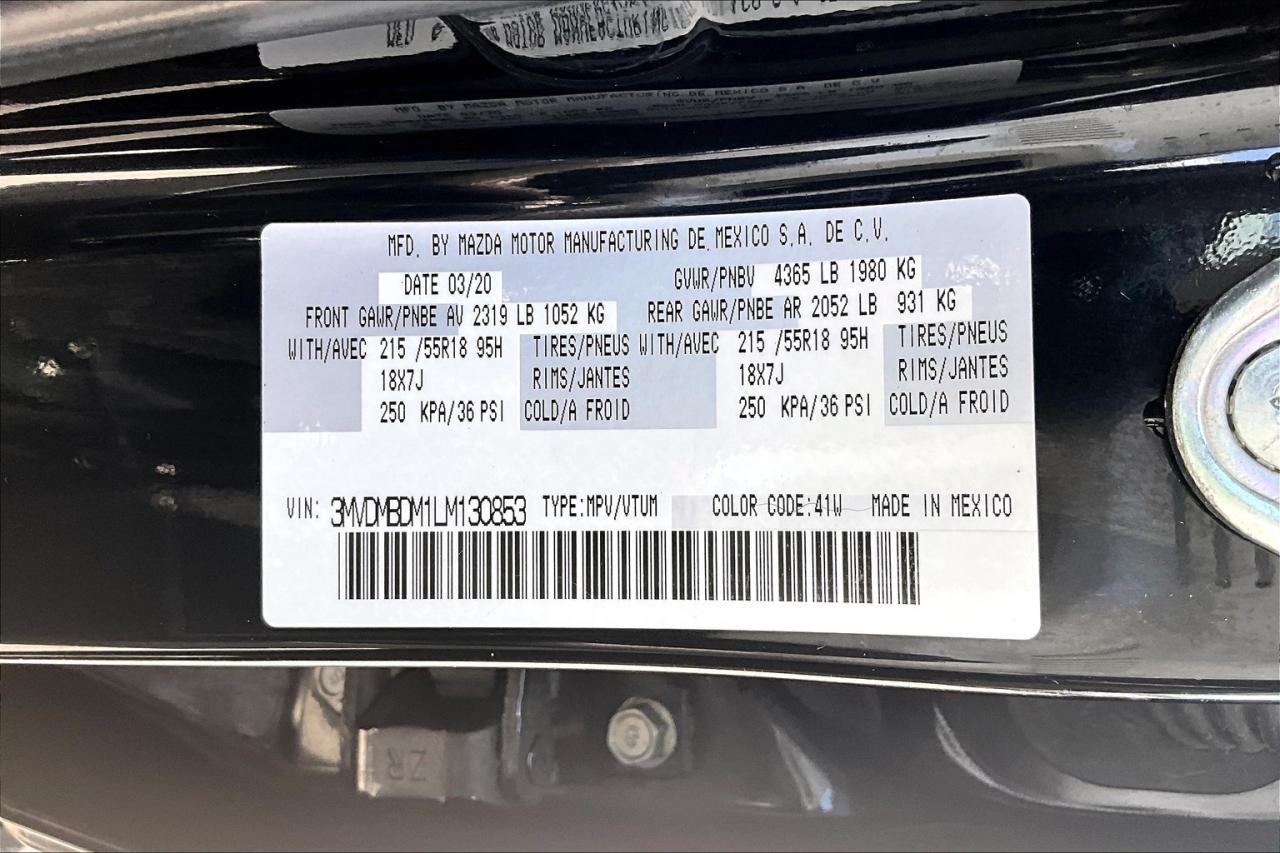 MFD. BY MAZDA MOTOR MANUFACTURING DE MEXICO S.A. DE C.V.
DATE 03/20 GVWR/PNBV 4365 LB 1980 KG
FRONT GAWR/PNBE AV 2319 LB 1052 KG REAR GAWR/PNBE AR 2052 LB 931 KG
WITH/AVEC 215 /55R18 95H TIRES/PNEUS WITH/AVEC 215 /55R18 95H TIRES/PNEUS
18X7J RIMS/JANTES 18X7J RIMS/JANTES
250 KPA/36 PSI COLD/A FROID 250 KPA/36 PSI COLD/A FROID
VIN: 3MVDMBDM1LM130853 TYPE:MPV/VTUM COLOR CODE:41W MADE IN MEXICO
ZR